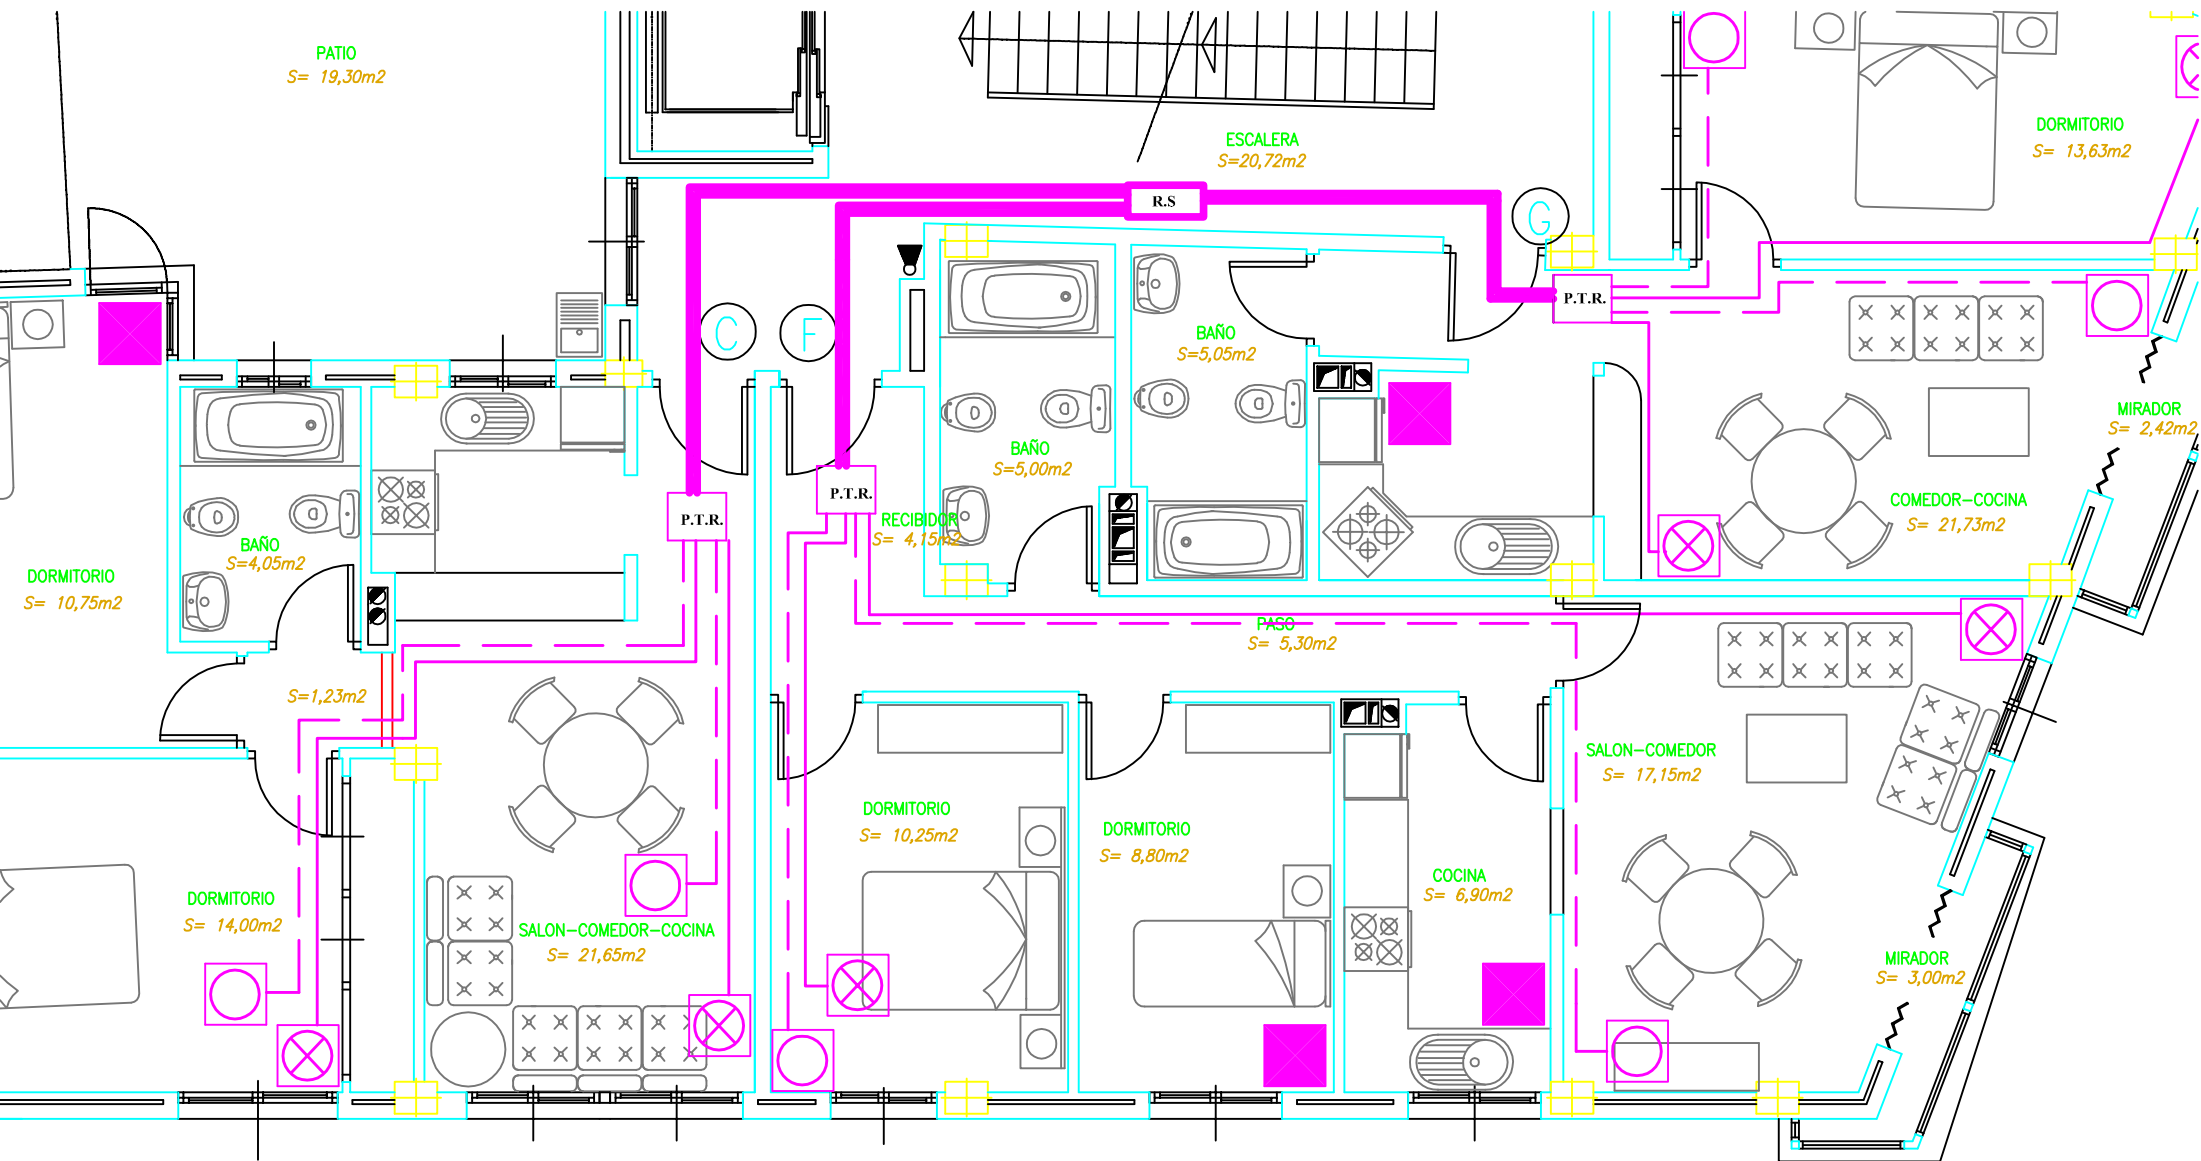 PATIO
S= 19,30m2
ESCALERA
S=20,72m2
DORMITORIO
S= 13,63m2
R.S
G
P.T.R.
C
F
BAÑO
S=5,05m2
MIRADOR
S= 2,42m2
BAÑO
S=5,00m2
COMEDOR-COCINA
S= 21,73m2
P.T.R.
P.T.R.
RECIBIDOR
S= 4,15m2
BAÑO
S=4,05m2
DORMITORIO
S= 10,75m2
PASO
S= 5,30m2
S=1,23m2
SALON-COMEDOR
S= 17,15m2
DORMITORIO
S= 10,25m2
DORMITORIO
S= 8,80m2
COCINA
S= 6,90m2
DORMITORIO
S= 14,00m2
SALON-COMEDOR-COCINA
S= 21,65m2
MIRADOR
S= 3,00m2